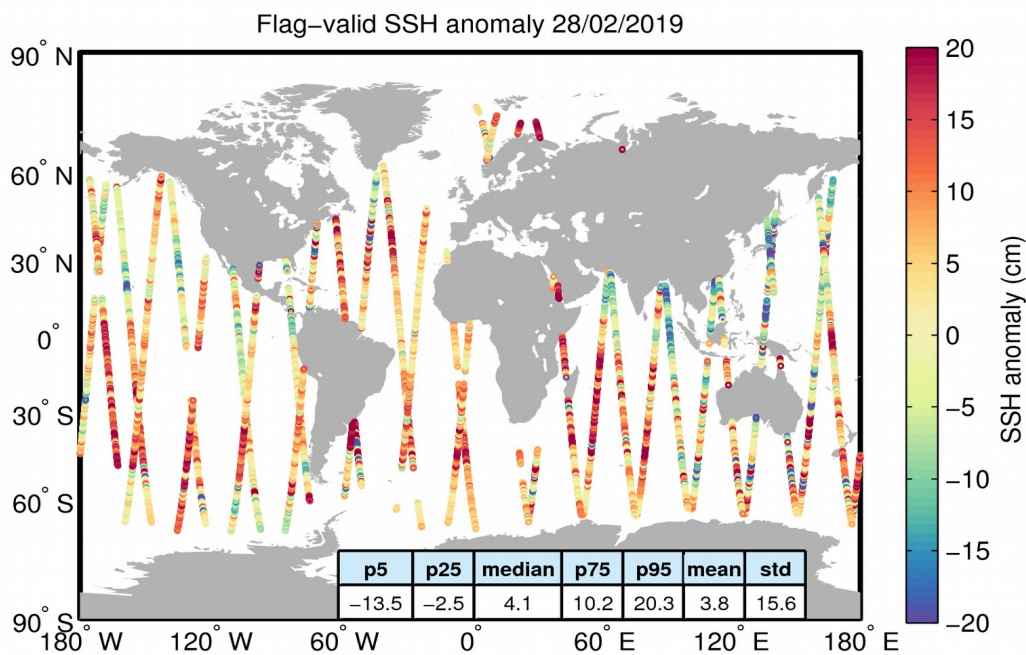 Flag−valid SSH anomaly 28/02/2019
90° N
60° N
30° N
0°
30° S
60° S
90° S
180° W
120° W
60° W
0°
60° E
120° E
180° E
p5 p25 median p75 p95 mean std
−13.5 −2.5 4.1 10.2 20.3 3.8 15.6
20
15
10
5
0
−5
−10
−15
−20
SSH anomaly (cm)